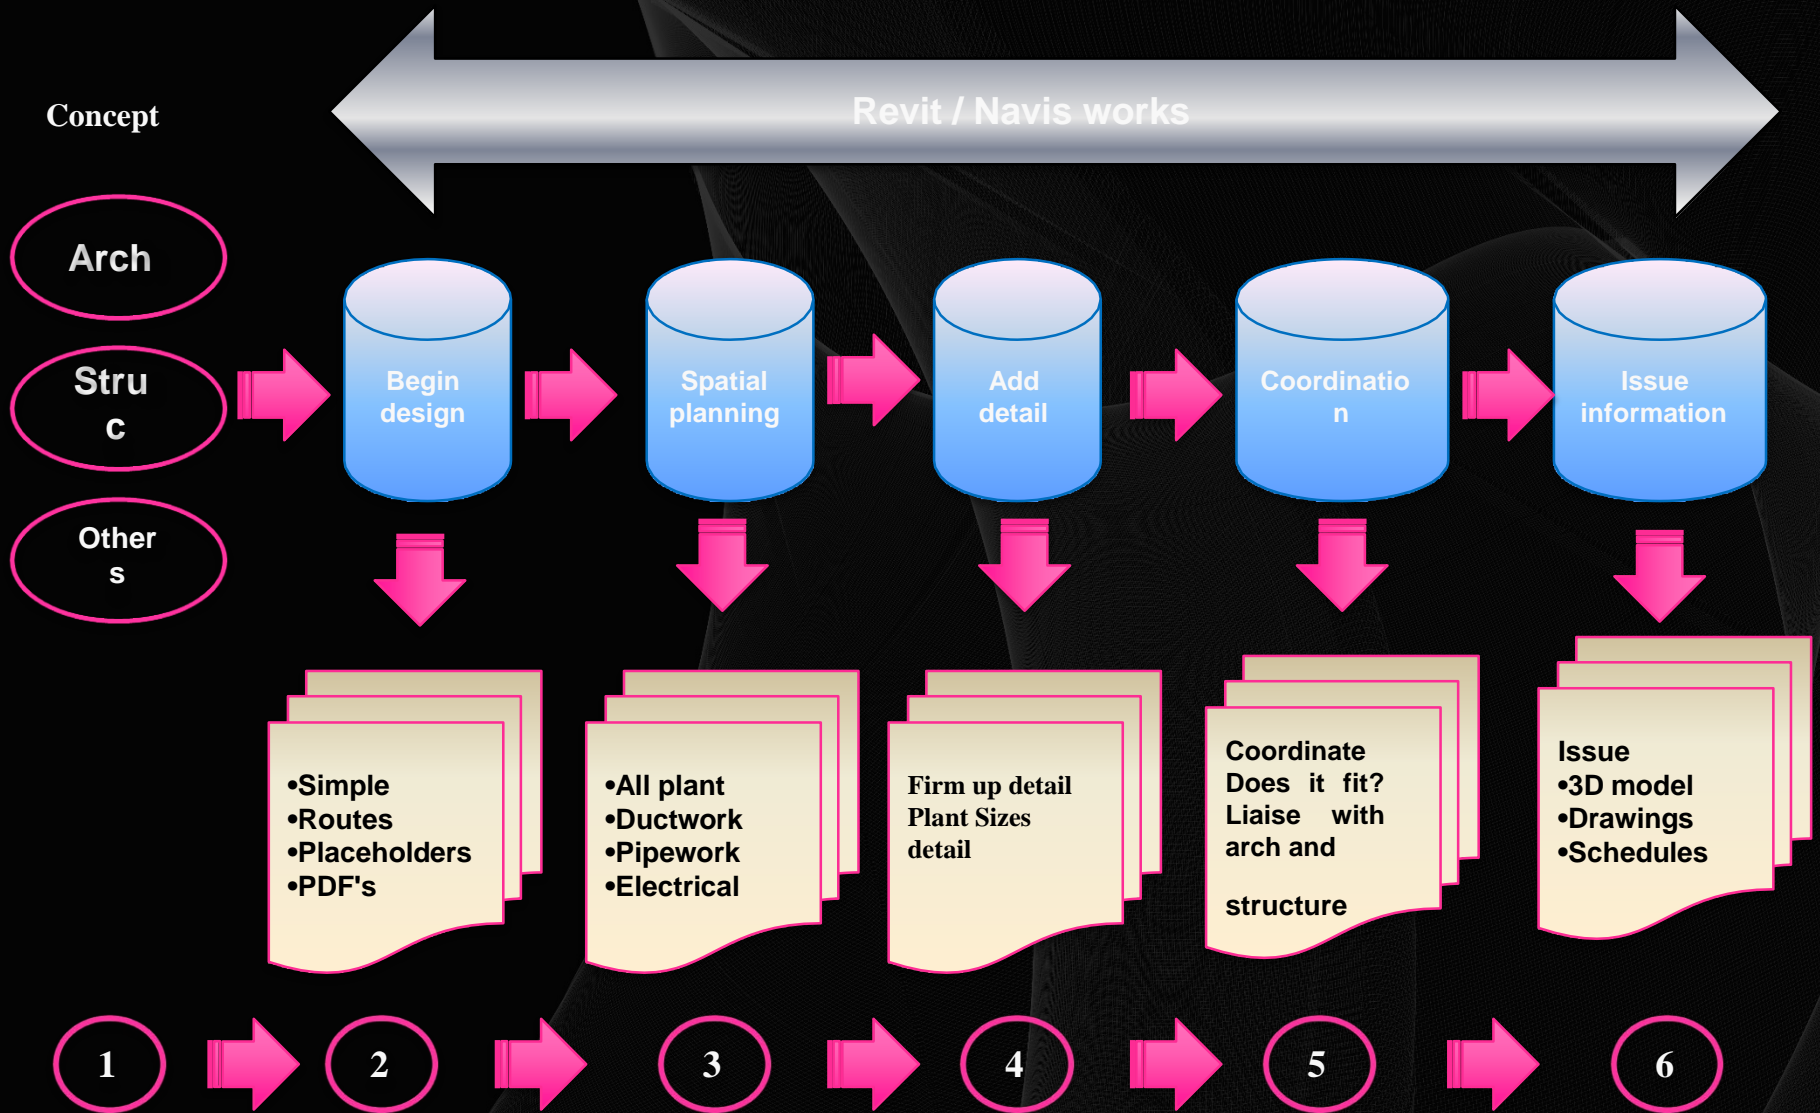 Concept
Revit / Navis works
Arch
Stru
c
Other
s
Begin
design
Spatial
planning
Add
detail
Coordinatio
n
Issue
information
•Simple
•Routes
•Placeholders
•PDF's
•All plant
•Ductwork
•Pipework
•Electrical
Firm up detail
Plant Sizes
detail
Coordinate
Does it fit?
Liaise with
arch and
structure
Issue
•3D model
•Drawings
•Schedules
1
2
3
4
5
6